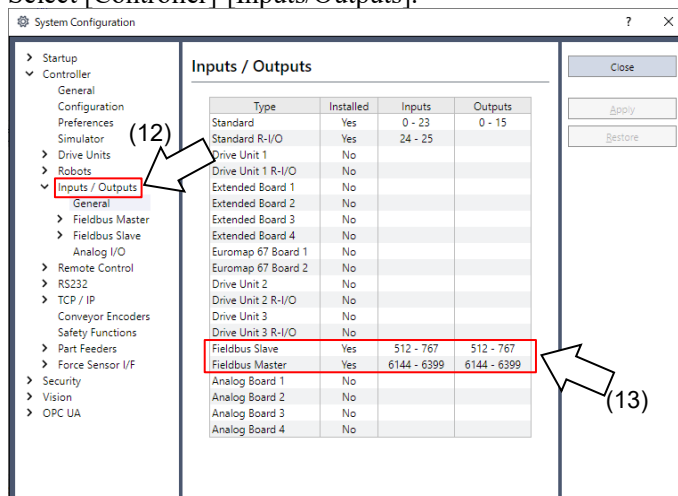 Select [Controller]-[Inputs/Outputs].
System Configuration
?
×
Startup
Controller
General
Configuration
Preferences
Simulator
Drive Units
Robots
Inputs / Outputs
General
Fieldbus Master
Fieldbus Slave
Analog I/O
Remote Control
RS232
TCP / IP
Conveyor Encoders
Safety Functions
Part Feeders
Force Sensor I/F
Security
Vision
OPC UA
(12)
Inputs / Outputs
Type Installed Inputs Outputs
Standard Yes 0 - 23 0 - 15
Standard R-I/O Yes 24 - 25
Drive Unit 1 No
Drive Unit 1 R-I/O No
Extended Board 1 No
Extended Board 2 No
Extended Board 3 No
Extended Board 4 No
Euromap 67 Board 1 No
Euromap 67 Board 2 No
Drive Unit 2 No
Drive Unit 2 R-I/O No
Drive Unit 3 No
Drive Unit 3 R-I/O No
Fieldbus Slave Yes 512 - 767 512 - 767
Fieldbus Master Yes 6144 - 6399 6144 - 6399
Analog Board 1 No
Analog Board 2 No
Analog Board 3 No
Analog Board 4 No
(13)
Close
Apply
Restore